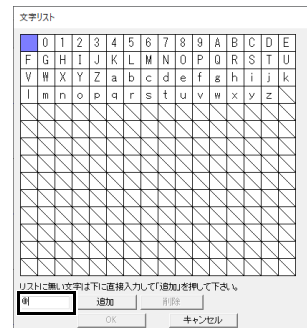 文字リスト
0 1 2 3 4 5 6 7 8 9 A B C D E
F G H I J K L M N O P Q R S T U
V W X Y Z a b c d e f g h i j k
l m n o p q r s t u v w x y z
リストに無い文字は下に直接入力して「追加」を押して下さい。
@ 追加 削除
OK キャンセル